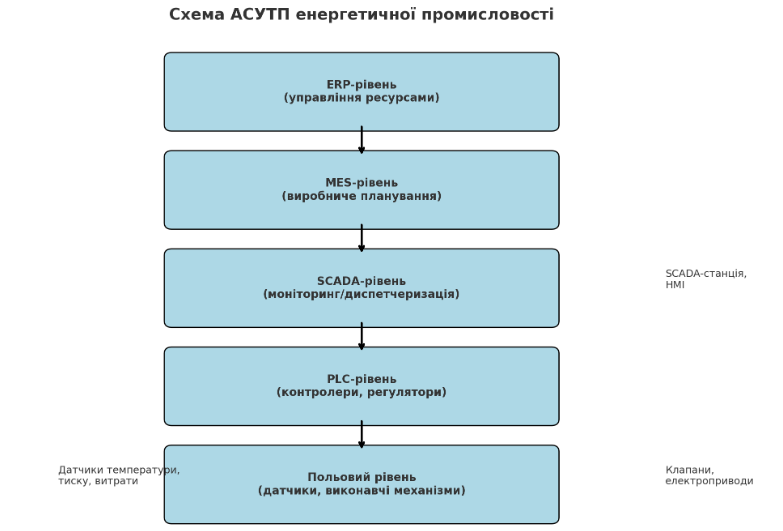 Схема АСУТП енергетичної промисловості
ERP-рівень
(управління ресурсами)
MES-рівень
(виробниче планування)
SCADA-рівень
(моніторинг/диспетчеризація)
SCADA-станція,
HMI
PLC-рівень
(контролери, регулятори)
Датчики температури,
тиску, витрати
Польовий рівень
(датчики, виконавчі механізми)
Клапани,
електроприводи